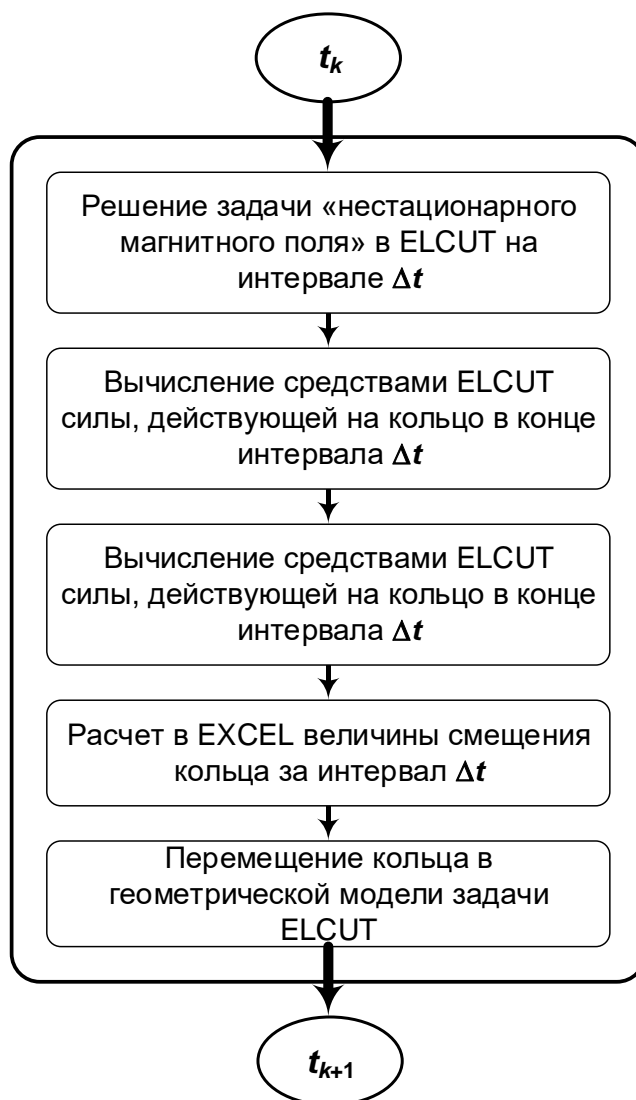 t_k
Решение задачи «нестационарного
магнитного поля» в ELCUT на
интервале Δt
Вычисление средствами ELCUT
силы, действующей на кольцо в конце
интервала Δt
Вычисление средствами ELCUT
силы, действующей на кольцо в конце
интервала Δt
Расчет в EXCEL величины смещения
кольца за интервал Δt
Перемещение кольца в
геометрической модели задачи
ELCUT
t_{k+1}